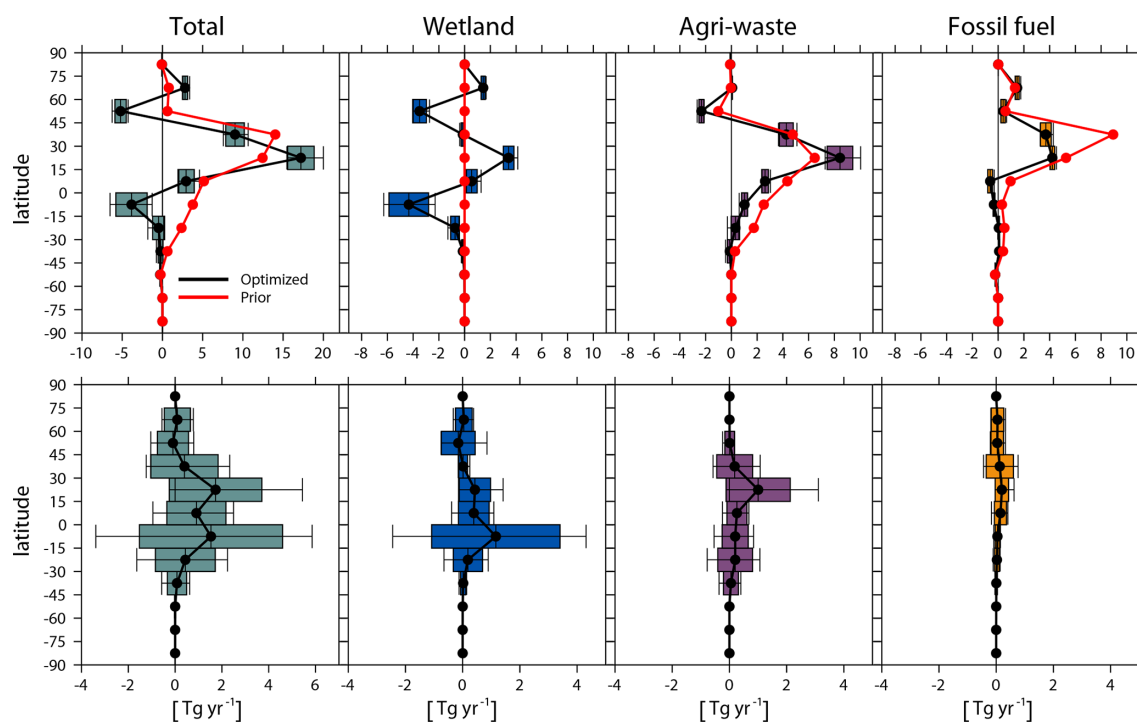 Total Wetland Agri-waste Fossil fuel
90
75
60
45
30
15
0
-15
-30
-45
-60
-75
-90
latitude
Optimized
Prior
-10 -5 0 5 10 15 20
-8 -6 -4 -2 0 2 4 6 8 10
-8 -6 -4 -2 0 2 4 6 8 10
-8 -6 -4 -2 0 2 4 6 8 10
90
75
60
45
30
15
0
-15
-30
-45
-60
-75
-90
latitude
-4 -2 0 2 4 6
-4 -2 0 2 4
-4 -2 0 2 4
-4 -2 0 2 4
[ Tg yr⁻¹ ] [ Tg yr⁻¹ ] [ Tg yr⁻¹ ] [ Tg yr⁻¹ ]